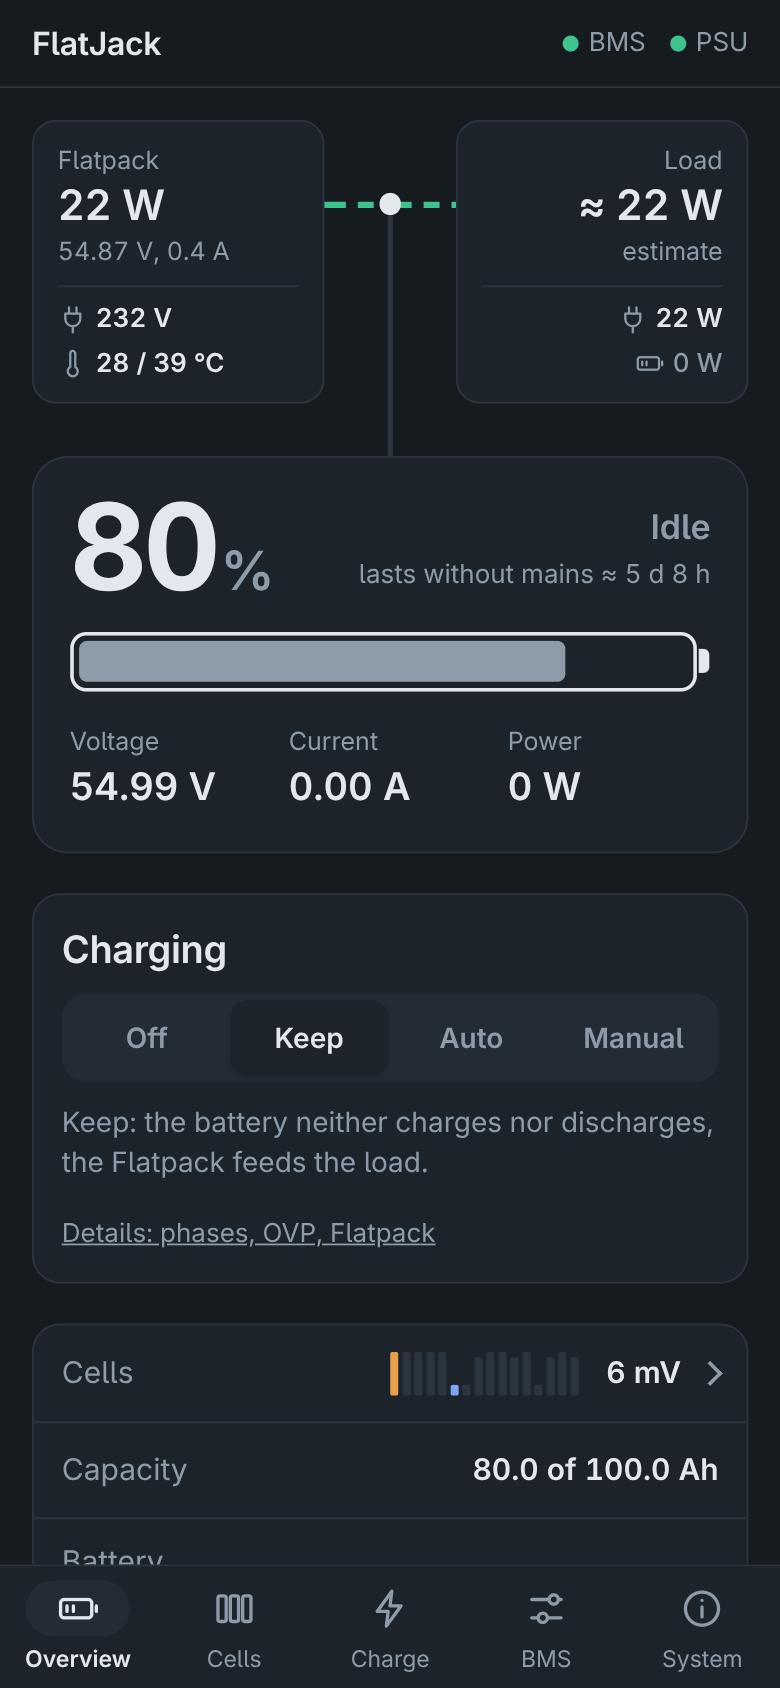 FlatJack
BMS PSU
Flatpack
22 W
54.87 V, 0.4 A
232 V
28 / 39 °C
Load
≈ 22 W
estimate
22 W
0 W
80%
Idle
lasts without mains ≈ 5 d 8 h
Voltage Current Power
54.99 V 0.00 A 0 W
Charging
Off Keep Auto Manual
Keep: the battery neither charges nor discharges,
the Flatpack feeds the load.
Details: phases, OVP, Flatpack
Cells 6 mV
Capacity 80.0 of 100.0 Ah
Battery
Overview Cells Charge BMS System